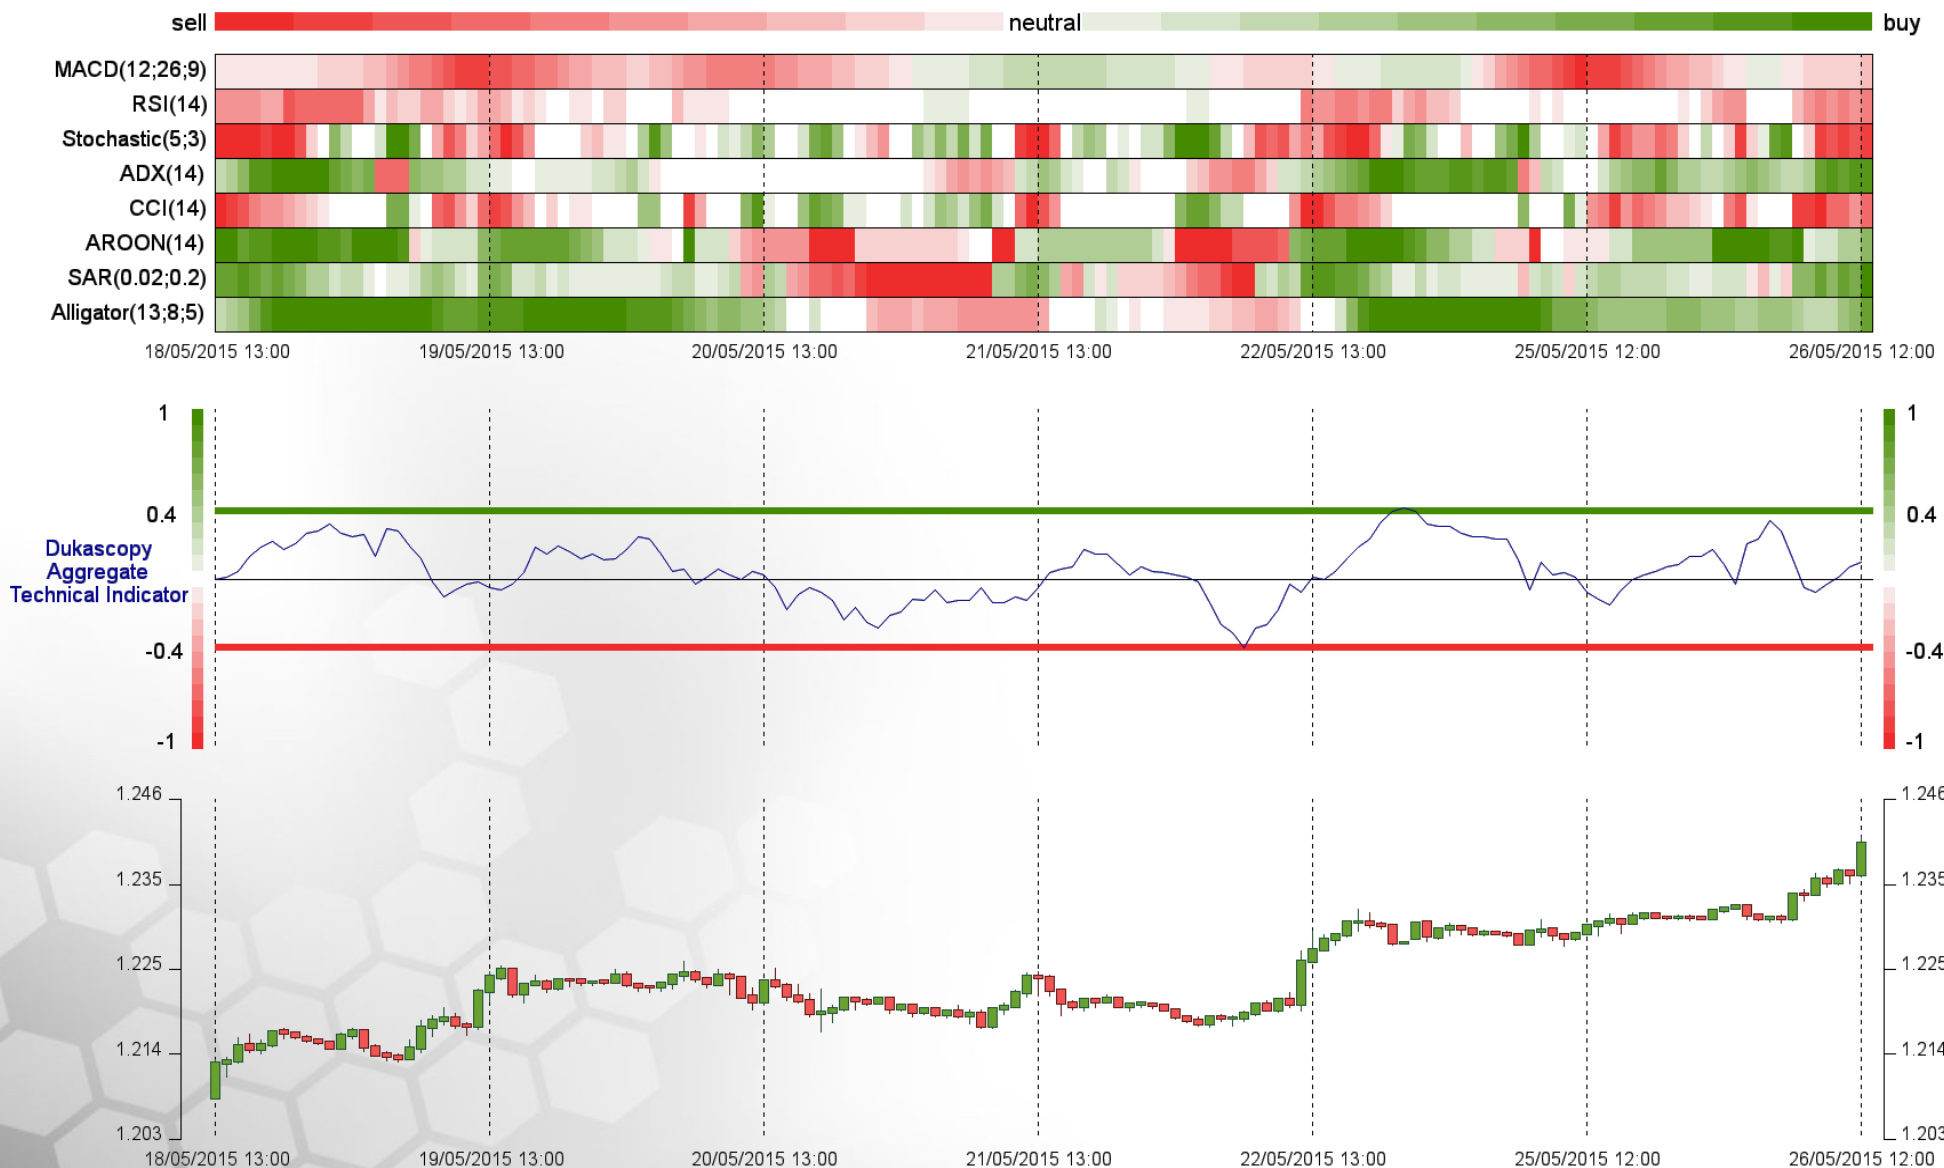 sell neutral buy
MACD(12;26;9)
RSI(14)
Stochastic(5;3)
ADX(14)
CCI(14)
AROON(14)
SAR(0.02;0.2)
Alligator(13;8;5)
18/05/2015 13:00 19/05/2015 13:00 20/05/2015 13:00 21/05/2015 13:00 22/05/2015 13:00 25/05/2015 12:00 26/05/2015 12:00
1 1
0.4 0.4
Dukascopy
Aggregate
Technical Indicator
-0.4 -0.4
-1 -1
1.246 1.246
1.235 1.235
1.225 1.225
1.214 1.214
1.203 1.203
18/05/2015 13:00 19/05/2015 13:00 20/05/2015 13:00 21/05/2015 13:00 22/05/2015 13:00 25/05/2015 12:00 26/05/2015 12:00